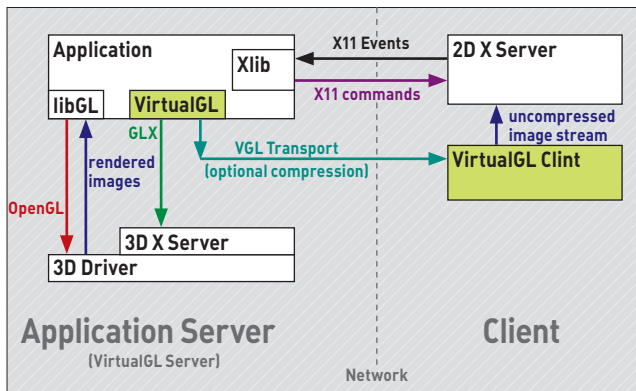 Application
Xlib
libGL
VirtualGL
X11 Events
X11 commands
2D X Server
GLX
rendered
images
VGL Transport
(optional compression)
uncompressed
image stream
VirtualGL Clint
OpenGL
3D X Server
3D Driver
Application Server
(VirtualGL Server)
Network
Client